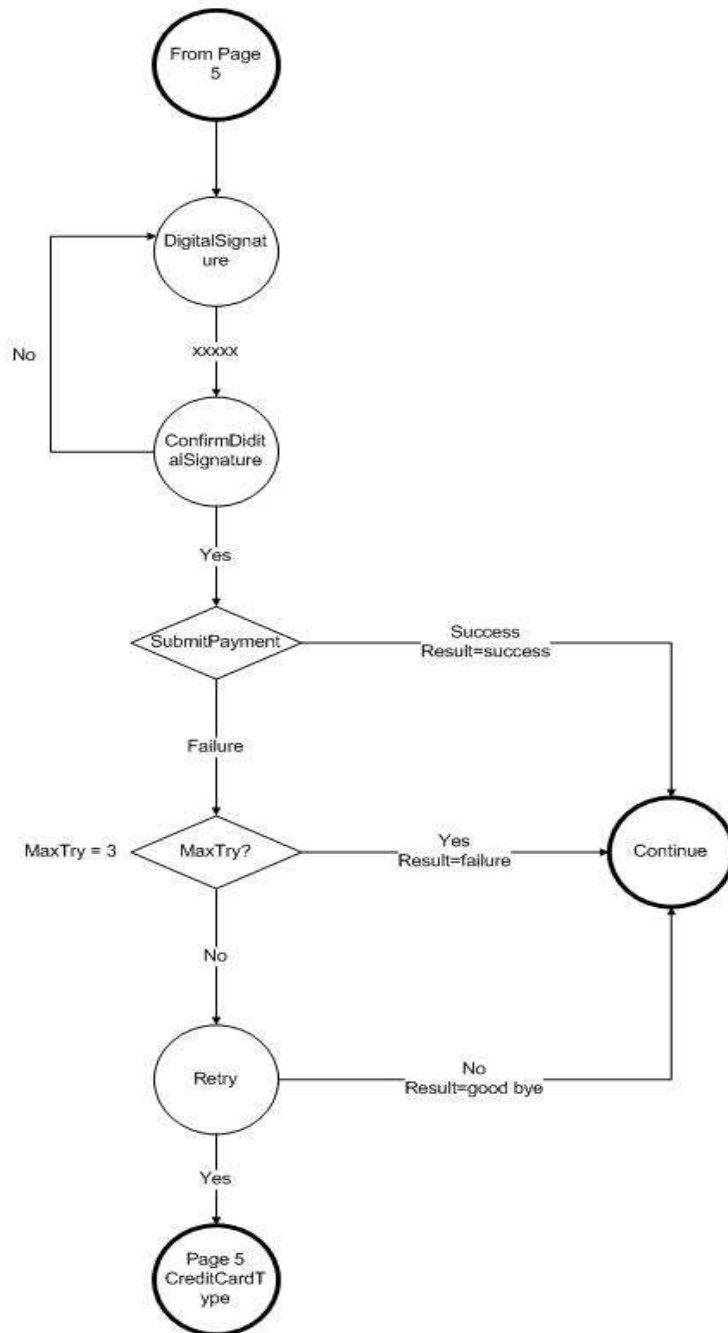 From Page
5
DigitalSignat
ure
No
xxxxx
ConfirmDidit
alSignature
Yes
SubmitPayment
Success
Result=success
Failure
MaxTry = 3
MaxTry?
Yes
Result=failure
Continue
No
Retry
No
Result=good bye
Yes
Page 5
CreditCardT
ype